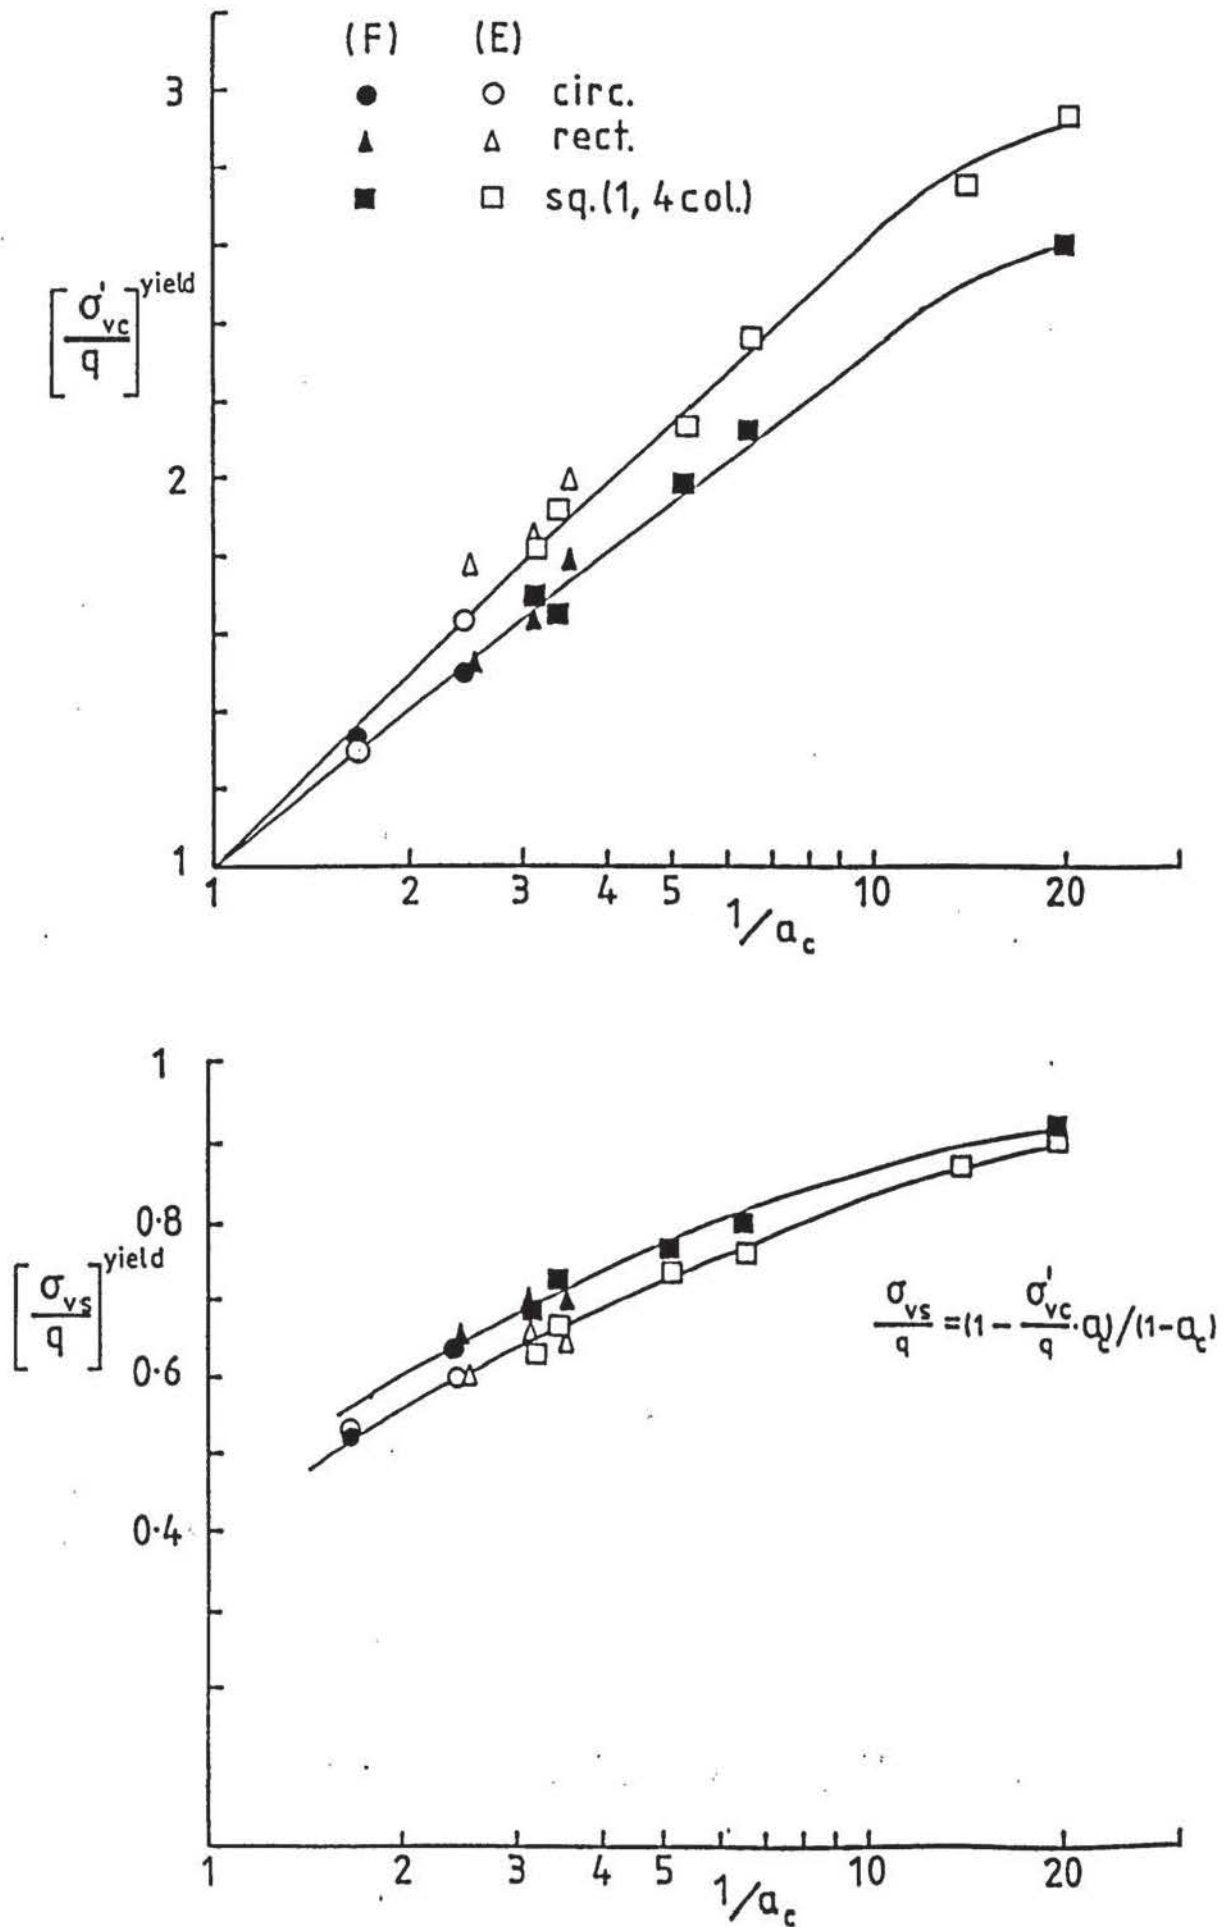 (F) (E)
circ.
rect.
sq.(1, 4 col.)
3
2
1
[σ'vc/q]yield
1 2 3 4 5 10 20
1/ac
1
0·8
0·6
0·4
[σvs/q]yield
σvs/q = (1 - σ'vc/q · ac)/(1-ac)
1 2 3 4 5 10 20
1/ac